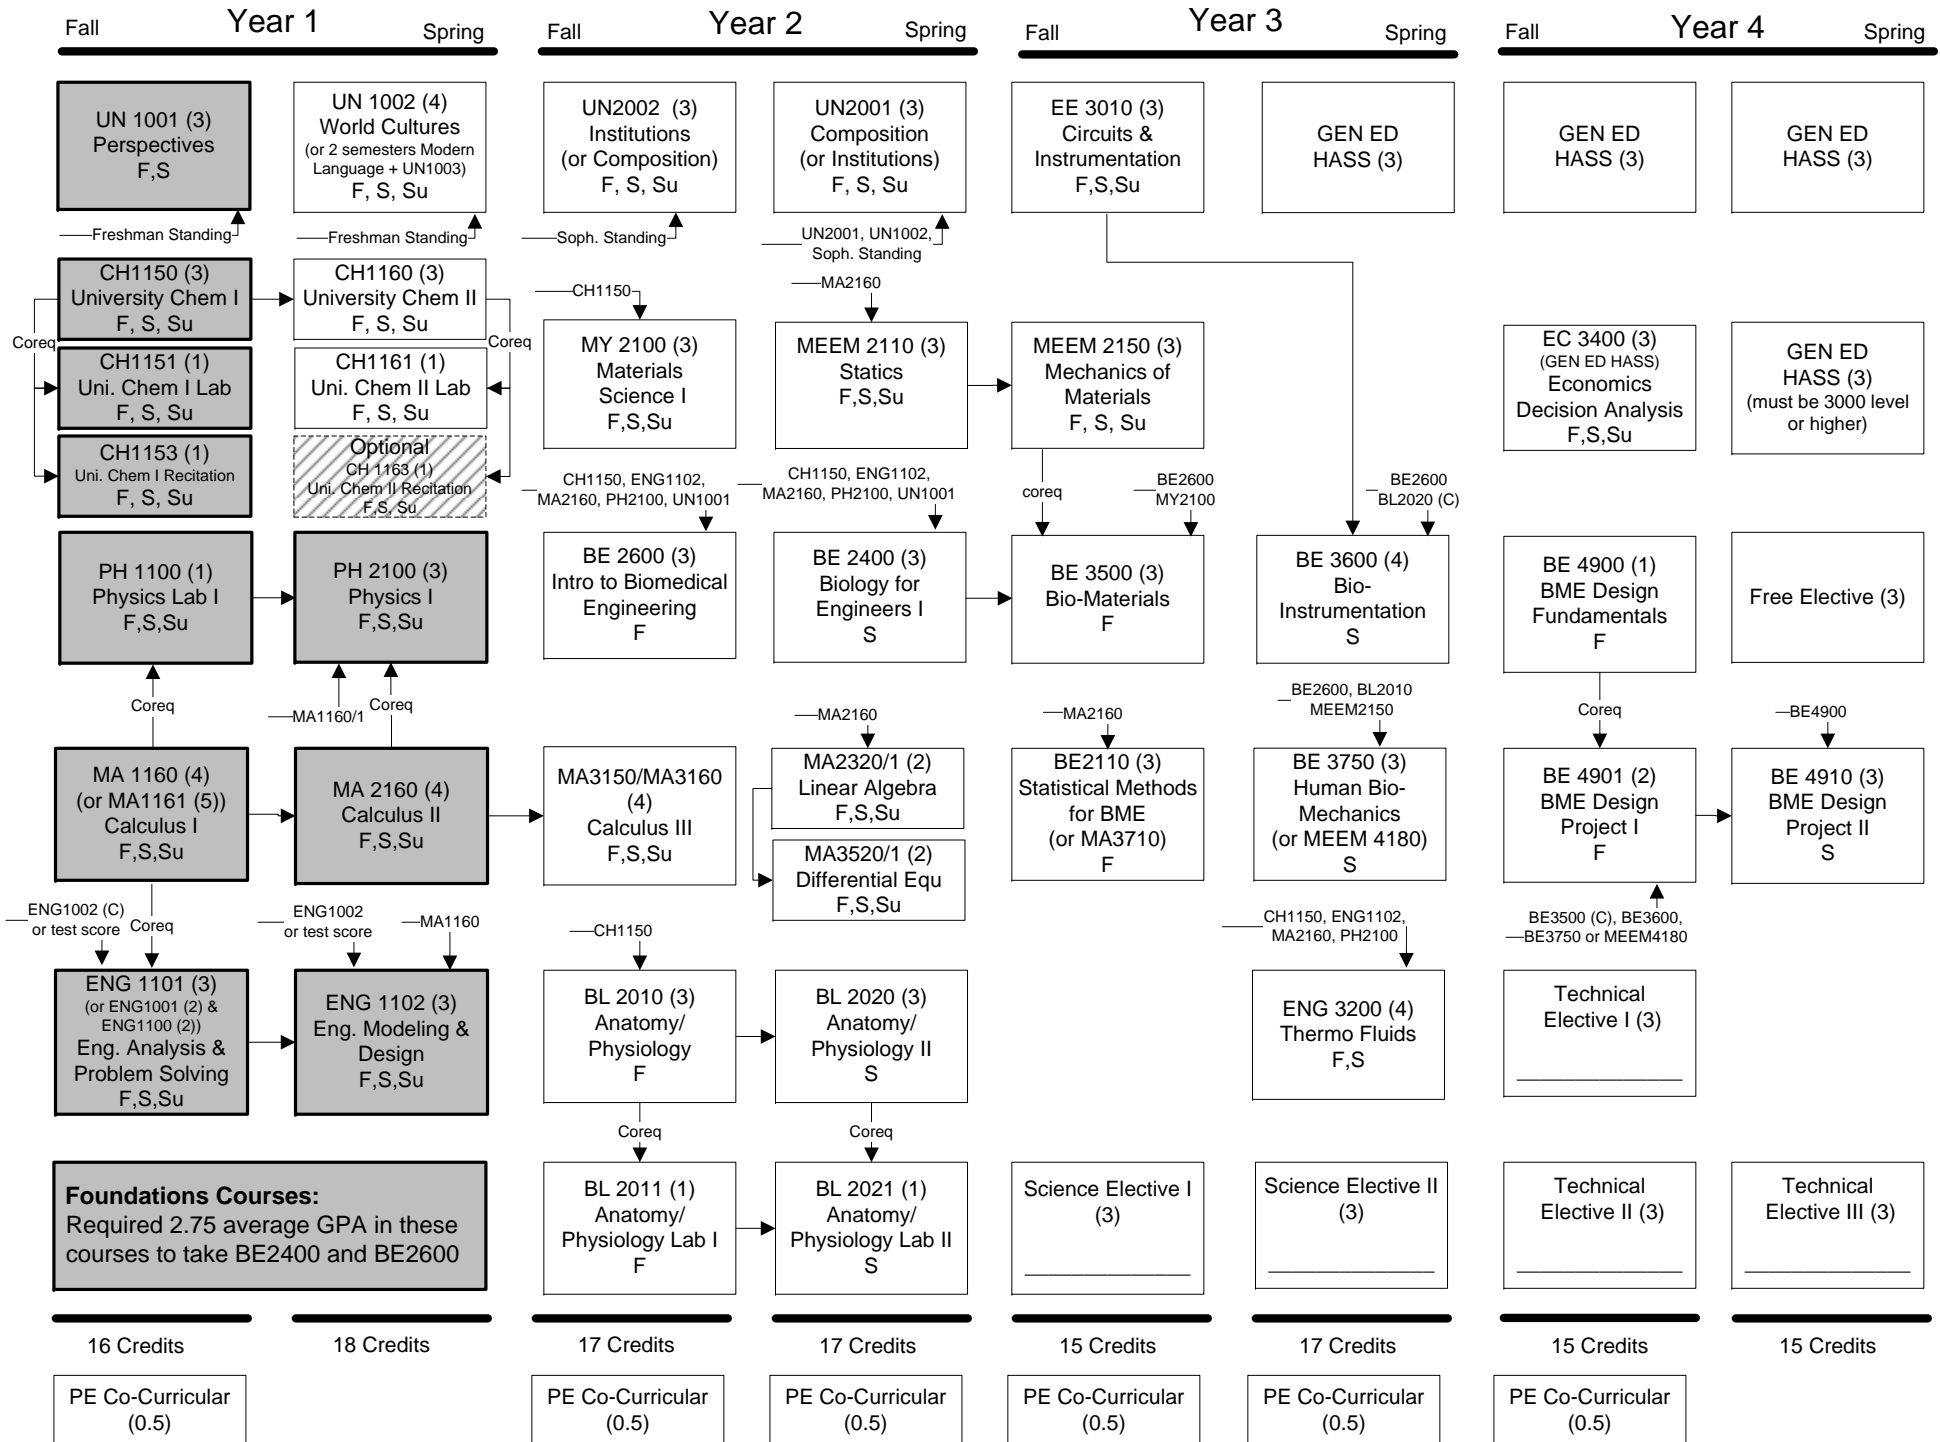 Year 1
Fall
Spring
Year 2
Fall
Spring
Year 3
Fall
Spring
Year 4
Fall
Spring
UN 1001 (3)
Perspectives
F,S
Freshman Standing
CH1150 (3)
University Chem I
F, S, Su
Coreq
CH1151 (1)
Uni. Chem I Lab
F, S, Su
CH1153 (1)
Uni. Chem I Recitation
F, S, Su
PH 1100 (1)
Physics Lab I
F,S,Su
Coreq
MA 1160 (4)
(or MA1161 (5))
Calculus I
F,S,Su
ENG1002 (C)
or test score
Coreq
ENG 1101 (3)
(or ENG1001 (2) &
ENG1100 (2))
Eng. Analysis &
Problem Solving
F,S,Su
UN 1002 (4)
World Cultures
(or 2 semesters Modern
Language + UN1003)
F, S, Su
Freshman Standing
CH1160 (3)
University Chem II
F, S, Su
Coreq
CH1161 (1)
Uni. Chem II Lab
F, S, Su
Optional
CH 1163 (1)
Uni. Chem II Recitation
F,S, Su
PH 2100 (3)
Physics I
F,S,Su
MA1160/1
Coreq
MA 2160 (4)
Calculus II
F,S,Su
ENG1002
or test score
MA1160
ENG 1102 (3)
Eng. Modeling &
Design
F,S,Su
Foundations Courses:
Required 2.75 average GPA in these
courses to take BE2400 and BE2600
UN2002 (3)
Institutions
(or Composition)
F, S, Su
Soph. Standing
CH1150
MY 2100 (3)
Materials
Science I
F,S,Su
CH1150, ENG1102,
MA2160, PH2100, UN1001
BE 2600 (3)
Intro to Biomedical
Engineering
F
MA3150/MA3160
(4)
Calculus III
F,S,Su
CH1150
BL 2010 (3)
Anatomy/
Physiology
F
Coreq
BL 2011 (1)
Anatomy/
Physiology Lab I
F
UN2001 (3)
Composition
(or Institutions)
F, S, Su
UN2001, UN1002,
Soph. Standing
MA2160
MEEM 2110 (3)
Statics
F,S,Su
CH1150, ENG1102,
MA2160, PH2100, UN1001
BE 2400 (3)
Biology for
Engineers I
S
MA2160
MA2320/1 (2)
Linear Algebra
F,S,Su
MA3520/1 (2)
Differential Equ
F,S,Su
BL 2020 (3)
Anatomy/
Physiology II
S
Coreq
BL 2021 (1)
Anatomy/
Physiology Lab II
S
EE 3010 (3)
Circuits &
Instrumentation
F,S,Su
MEEM 2150 (3)
Mechanics of
Materials
F, S, Su
coreq
BE2600
MY2100
BE 3500 (3)
Bio-Materials
F
MA2160
BE2110 (3)
Statistical Methods
for BME
(or MA3710)
F
Science Elective I
(3)
GEN ED
HASS (3)
BE2600
BL2020 (C)
BE 3600 (4)
Bio-
Instrumentation
S
BE2600, BL2010
MEEM2150
BE 3750 (3)
Human Bio-
Mechanics
(or MEEM 4180)
S
CH1150, ENG1102,
MA2160, PH2100
ENG 3200 (4)
Thermo Fluids
F,S
Science Elective II
(3)
GEN ED
HASS (3)
EC 3400 (3)
(GEN ED HASS)
Economics
Decision Analysis
F,S,Su
BE 4900 (1)
BME Design
Fundamentals
F
Coreq
BE 4901 (2)
BME Design
Project I
F
BE3500 (C), BE3600,
BE3750 or MEEM4180
Technical
Elective I (3)
Technical
Elective II (3)
GEN ED
HASS (3)
GEN ED
HASS (3)
(must be 3000 level
or higher)
Free Elective (3)
BE4900
BE 4910 (3)
BME Design
Project II
S
Technical
Elective III (3)
16 Credits
18 Credits
17 Credits
17 Credits
15 Credits
17 Credits
15 Credits
15 Credits
PE Co-Curricular
(0.5)
PE Co-Curricular
(0.5)
PE Co-Curricular
(0.5)
PE Co-Curricular
(0.5)
PE Co-Curricular
(0.5)
PE Co-Curricular
(0.5)